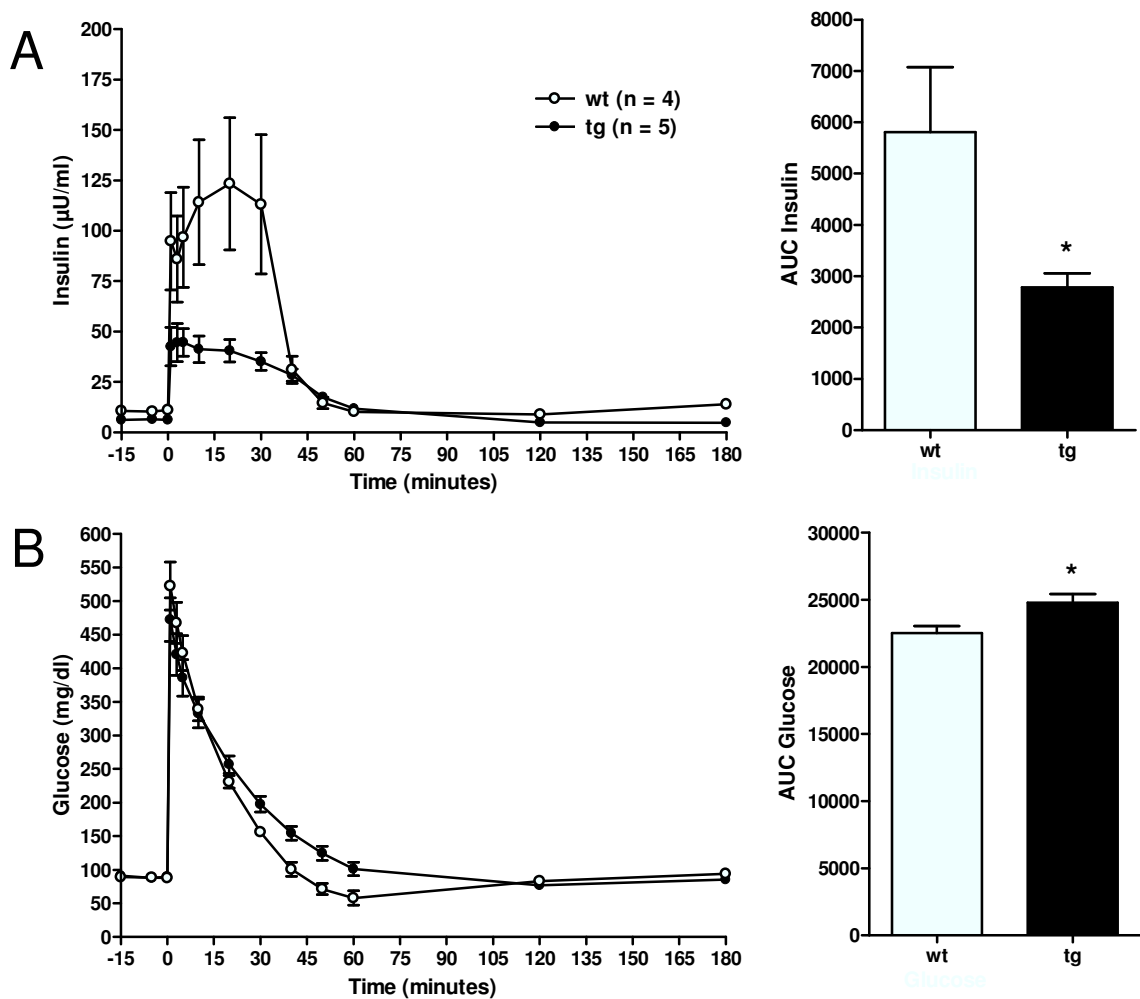 A
200
175
150
125
100
75
50
25
0
Insulin (µU/ml)
wt (n = 4)
tg (n = 5)
-15 0 15 30 45 60 75 90 105 120 135 150 165 180
Time (minutes)
8000
7000
6000
5000
4000
3000
2000
1000
0
AUC Insulin
*
wt tg
Insulin
B
600
550
500
450
400
350
300
250
200
150
100
50
0
Glucose (mg/dl)
-15 0 15 30 45 60 75 90 105 120 135 150 165 180
Time (minutes)
30000
25000
20000
15000
10000
5000
0
AUC Glucose
*
wt tg
Glucose